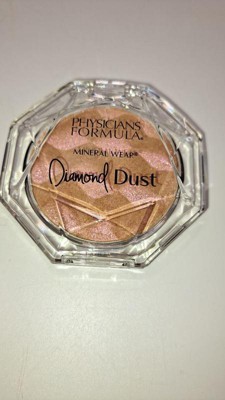 PHYSICIANS
FORMULA®
MINERAL WEAR®
Diamond Dust